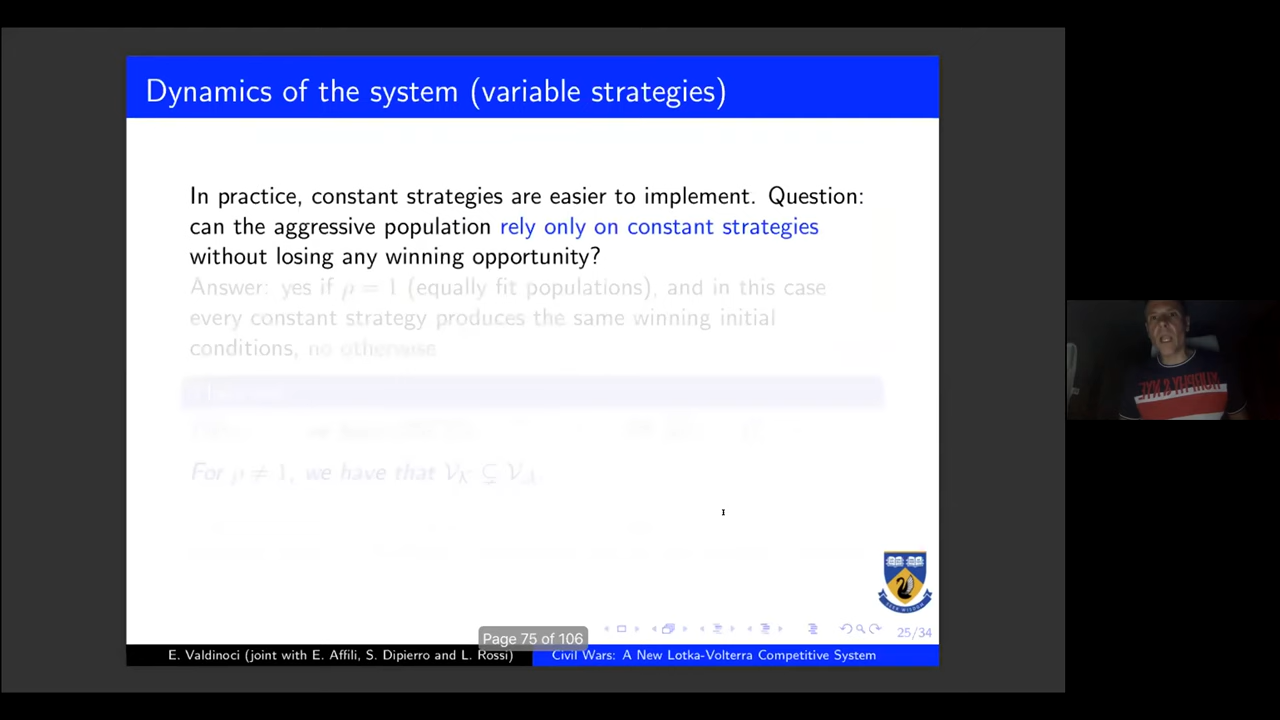 Dynamics of the system (variable strategies)
In practice, constant strategies are easier to implement. Question:
can the aggressive population rely only on constant strategies
without losing any winning opportunity?
Answer: yes if ρ = 1 (equally fit populations), and in this case
every constant strategy produces the same winning initial
conditions, no otherwise
For ρ ≠ 1, we have that 𝒱_𝒦 ⊊ 𝒱_𝒜.
Page 75 of 106
25/34
E. Valdinoci (joint with E. Affili, S. Dipierro and L. Rossi)
Civil Wars: A New Lotka-Volterra Competitive System